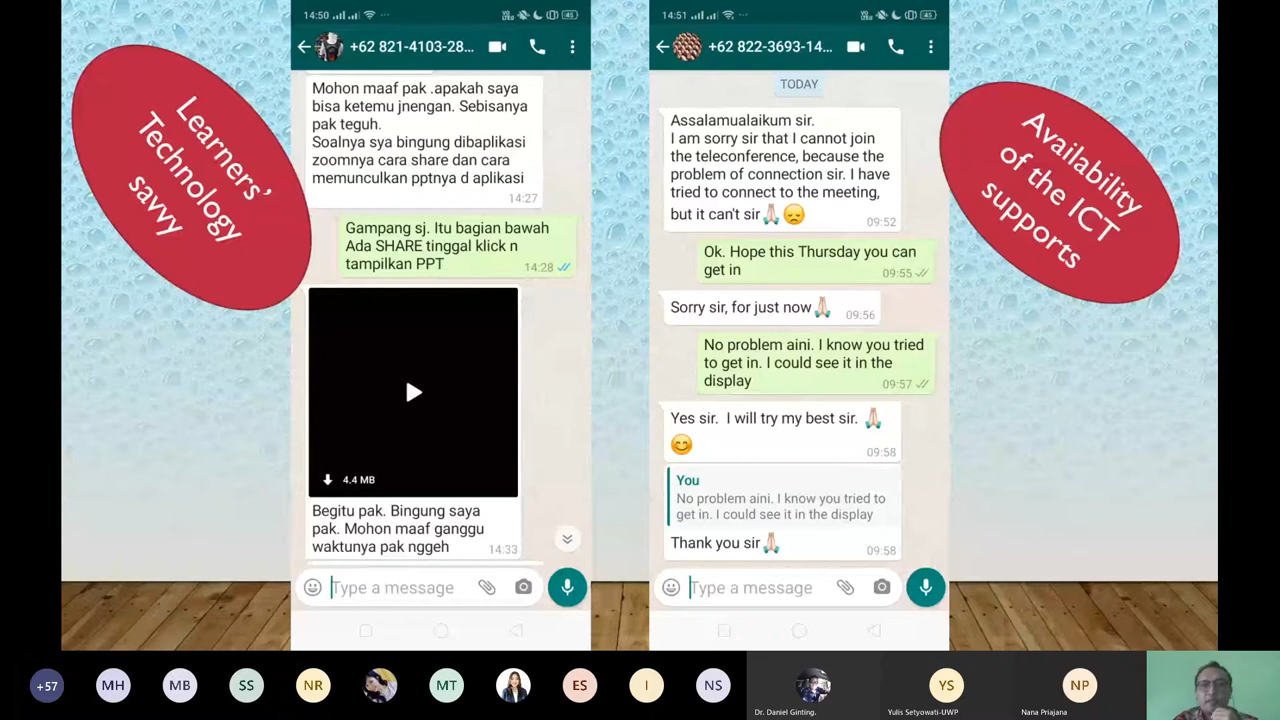 Learners’
Technology
savvy
14:50
45
+62 821-4103-28...
Mohon maaf pak .apakah saya
bisa ketemu jnengan. Sebisanya
pak teguh.
Soalnya sya bingung dibaplikasi
zoomnya cara share dan cara
memunculkan pptnya d aplikasi
14:27
Gampang sj. Itu bagian bawah
Ada SHARE tinggal klick n
tampilkan PPT
14:28
4.4 MB
Begitu pak. Bingung saya
pak. Mohon maaf ganggu
waktunya pak nggeh
14:33
Type a message
14:51
45
+62 822-3693-14...
TODAY
Assalamualaikum sir.
I am sorry sir that I cannot join
the teleconference, because the
problem of connection sir. I have
tried to connect to the meeting,
but it can't sir🙏🏻😞
09:52
Ok. Hope this Thursday you can
get in
09:55
Sorry sir, for just now🙏🏻
09:56
No problem aini. I know you tried
to get in. I could see it in the
display
09:57
Yes sir.  I will try my best sir. 🙏🏻
😊
09:58
You
No problem aini. I know you tried to
get in. I could see it in the display
Thank you sir🙏🏻
09:58
Type a message
Availability
of the ICT
supports
+57
MH
MB
SS
NR
MT
ES
I
NS
Dr. Daniel Ginting.
YS
Yulis Setyowati-UWP
NP
Nana Priajana